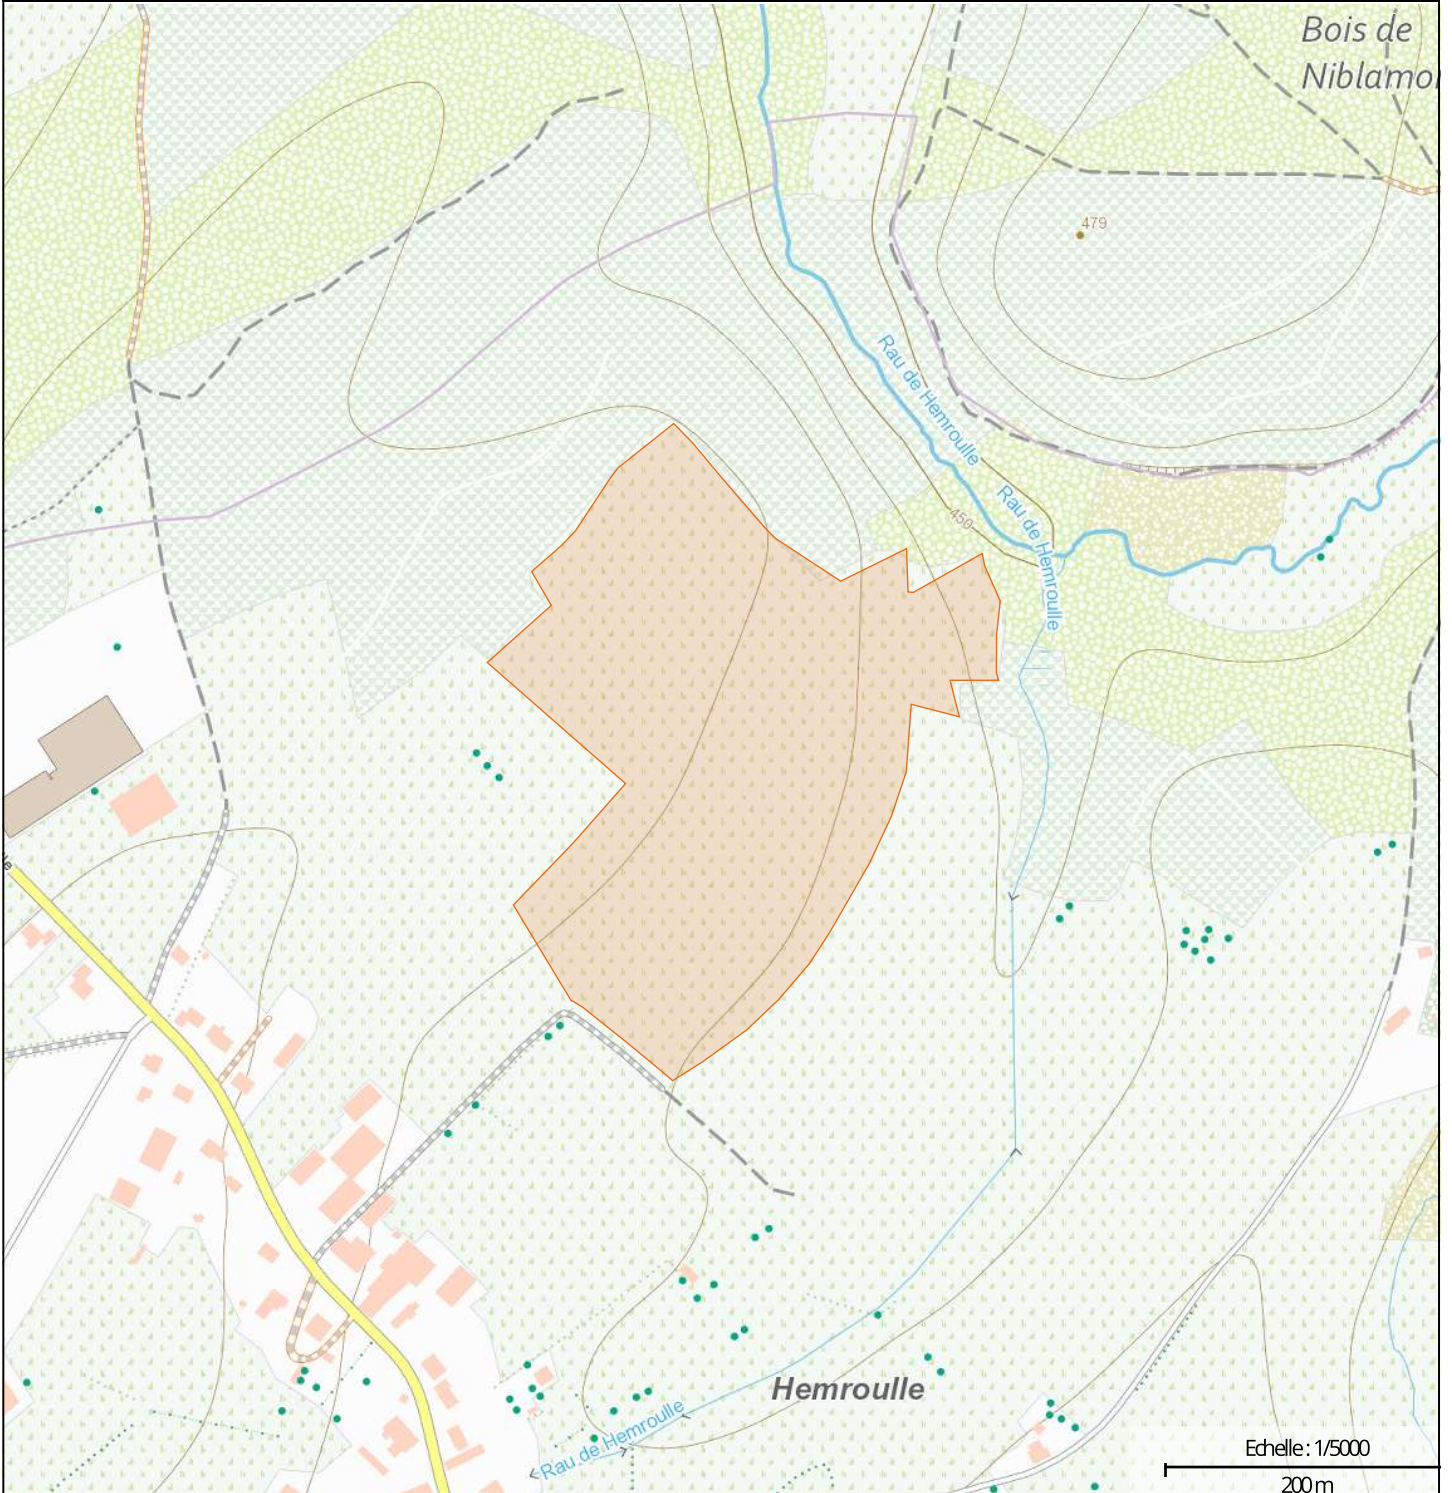 Bois de
Niblamo
479
Rau de Hemroulle
Rau de Hemroulle
450
Hemroulle
Rau de Hemroulle
Echelle : 1/5000
200 m